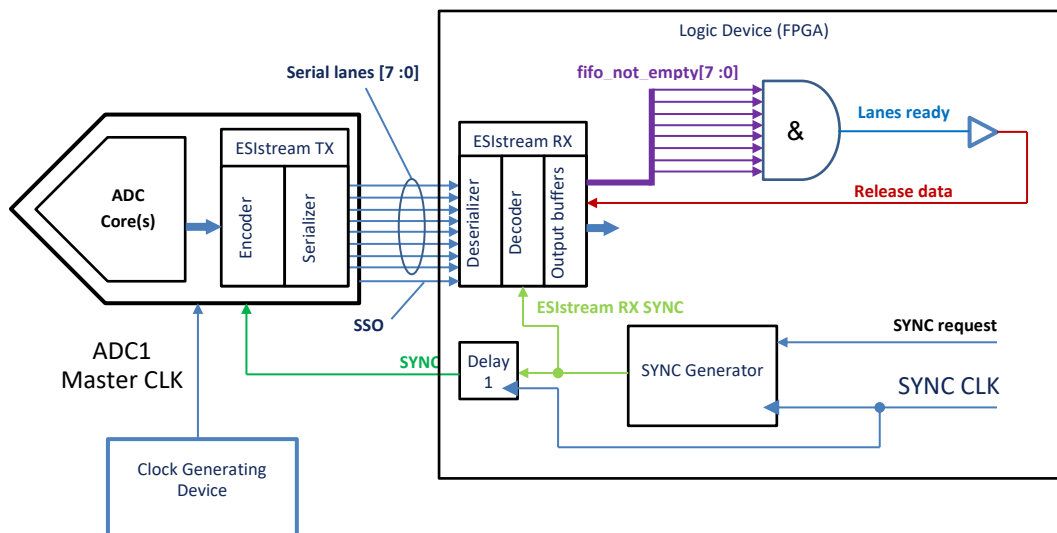 Logic Device (FPGA)
Serial lanes [7 :0]
fifo_not_empty[7 :0]
ESIstream TX
ESIstream RX
&
Lanes ready
ADC
Core(s)
Encoder
Serializer
Deserializer
Decoder
Output buffers
Release data
SSO
ESIstream RX SYNC
SYNC request
ADC1
Master CLK
SYNC
Delay
1
SYNC Generator
SYNC CLK
Clock Generating
Device